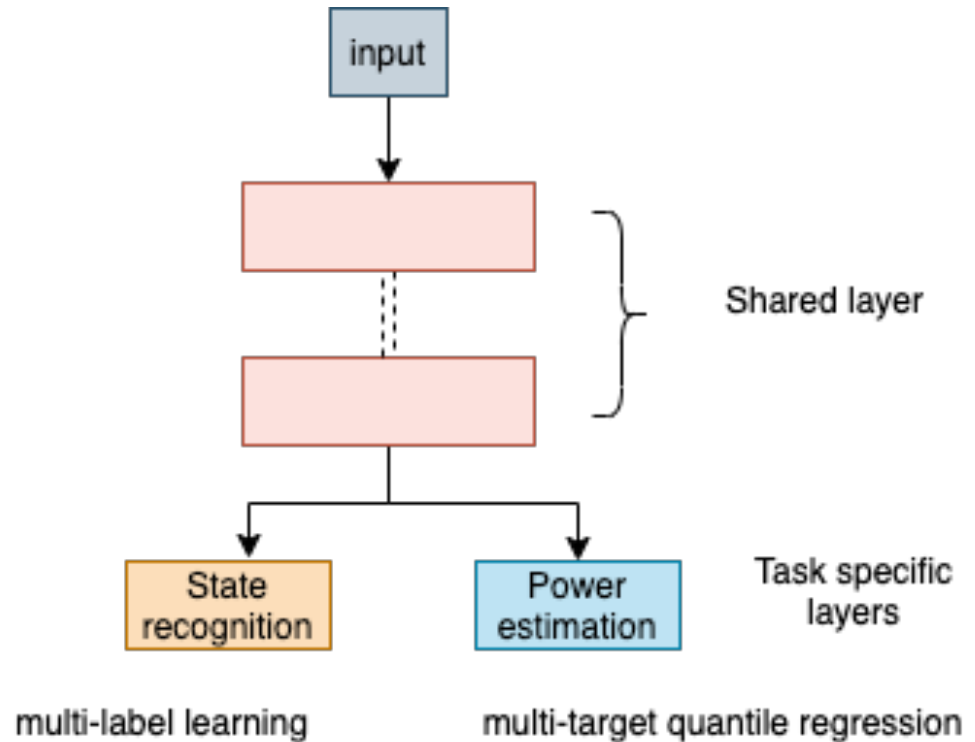 input
Shared layer
State
recognition
Power
estimation
Task specific
layers
multi-label learning
multi-target quantile regression